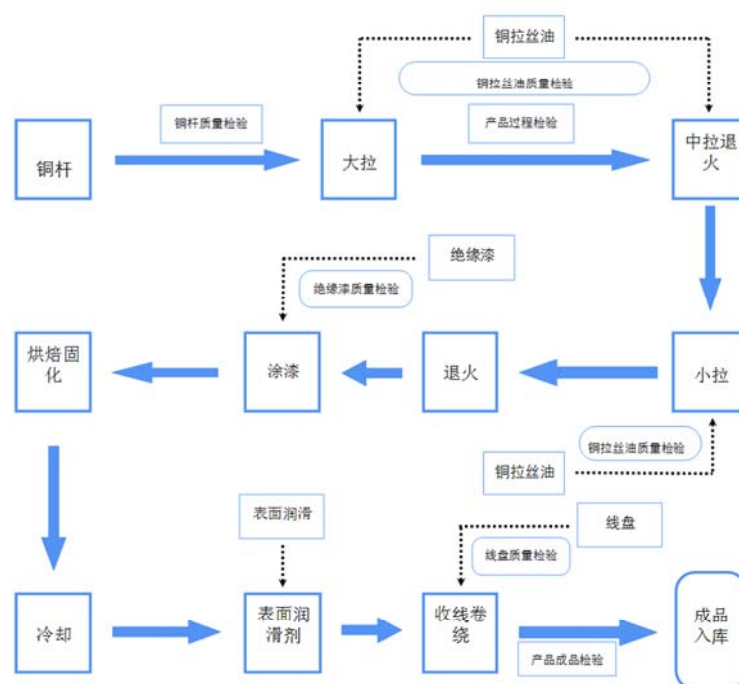 铜拉丝油
铜拉丝油质量检验
铜杆质量检验
产品过程检验
铜杆
大拉
中拉退
火
绝缘漆
绝缘漆质量检验
烘焙固
化
涂漆
退火
小拉
铜拉丝油质量检验
铜拉丝油
表面润滑
线盘
线盘质量检验
冷却
表面润
滑剂
收线卷
绕
产品成品检验
成品
入库